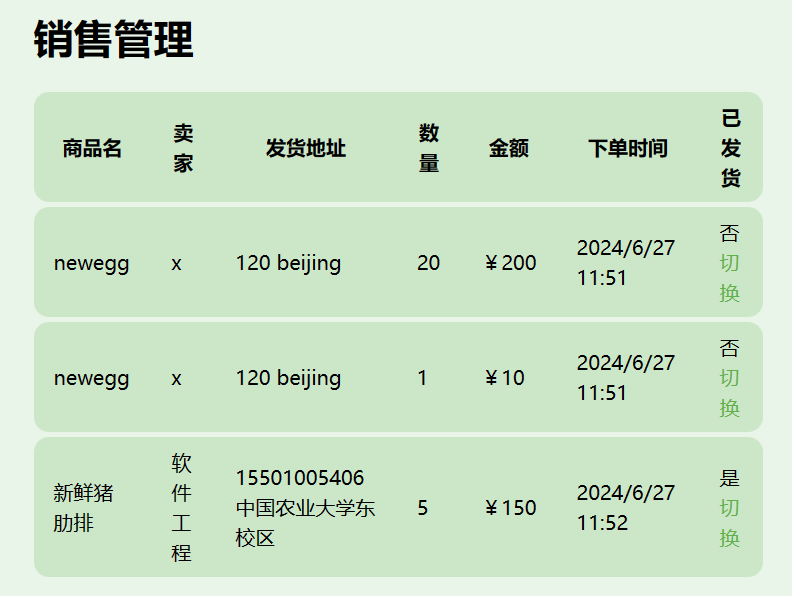 销售管理
商品名 卖家 发货地址 数量 金额 下单时间 已发货
newegg x 120 beijing 20 ¥200 2024/6/27 11:51 否 切换
newegg x 120 beijing 1 ¥10 2024/6/27 11:51 否 切换
新鲜猪肋排 软件工程 15501005406 中国农业大学东校区 5 ¥150 2024/6/27 11:52 是 切换